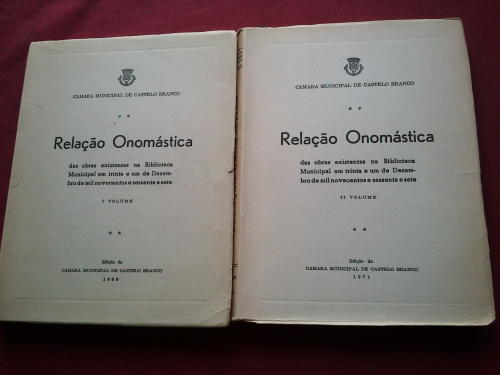 CAMARA MUNICIPAL DE CASTELO BRANCO
* *
Relação Onomástica
das obras existentes na Biblioteca
Municipal em trinta e um de Dezem-
bro de mil novecentos e sessenta e sete
I VOLUME
* *
Edição da
CAMARA MUNICIPAL DE CASTELO BRANCO
1969
CAMARA MUNICIPAL DE CASTELO BRANCO
* *
Relação Onomástica
das obras existentes na Biblioteca
Municipal em trinta e um de Dezem-
bro de mil novecentos e sessenta e sete
II VOLUME
* *
Edição da
CAMARA MUNICIPAL DE CASTELO BRANCO
1971